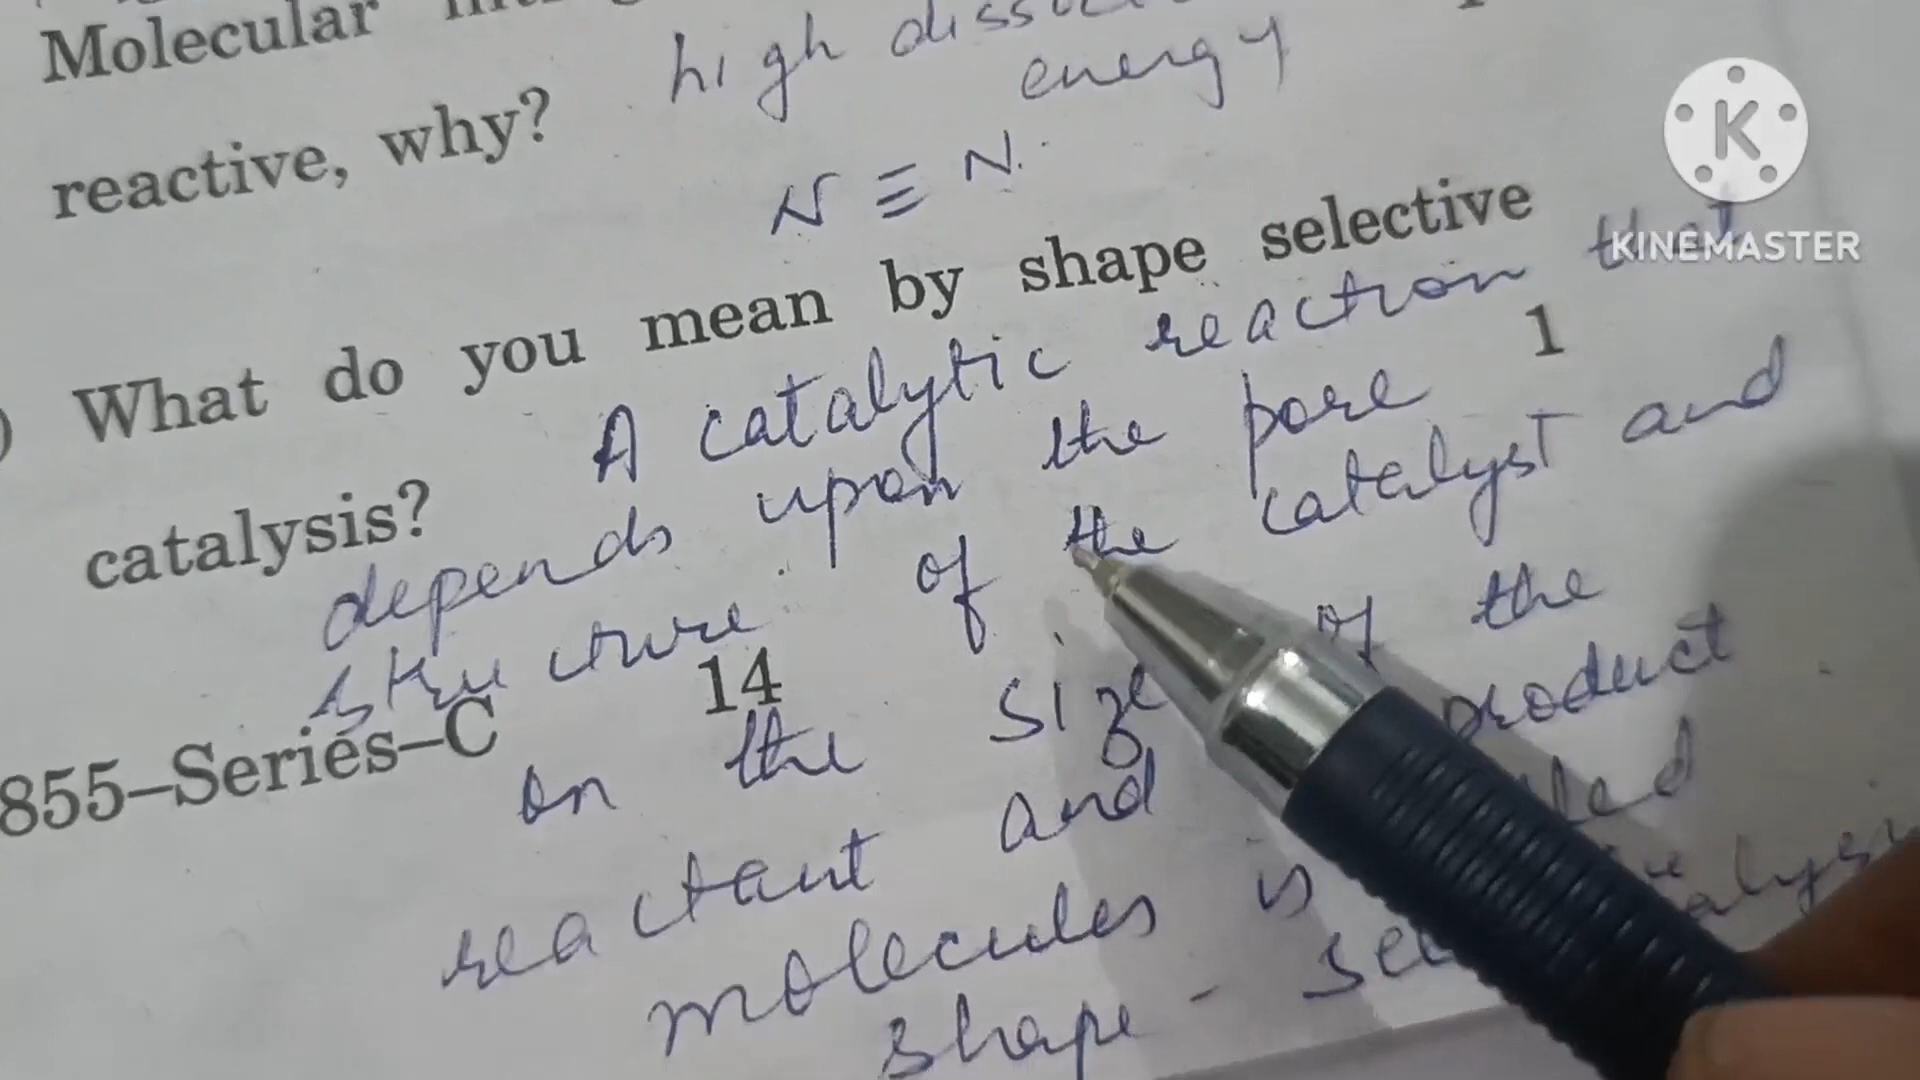 Molecular
high
energy
reactive, why?
N ≡ N.
What do you mean by shape selective
1
catalysis?
A catalytic reaction that
depends upon the pore
structure of the catalyst and
855–Series–C 14
on the size of the
reactant and product
molecules is
shape -
KINEMASTER